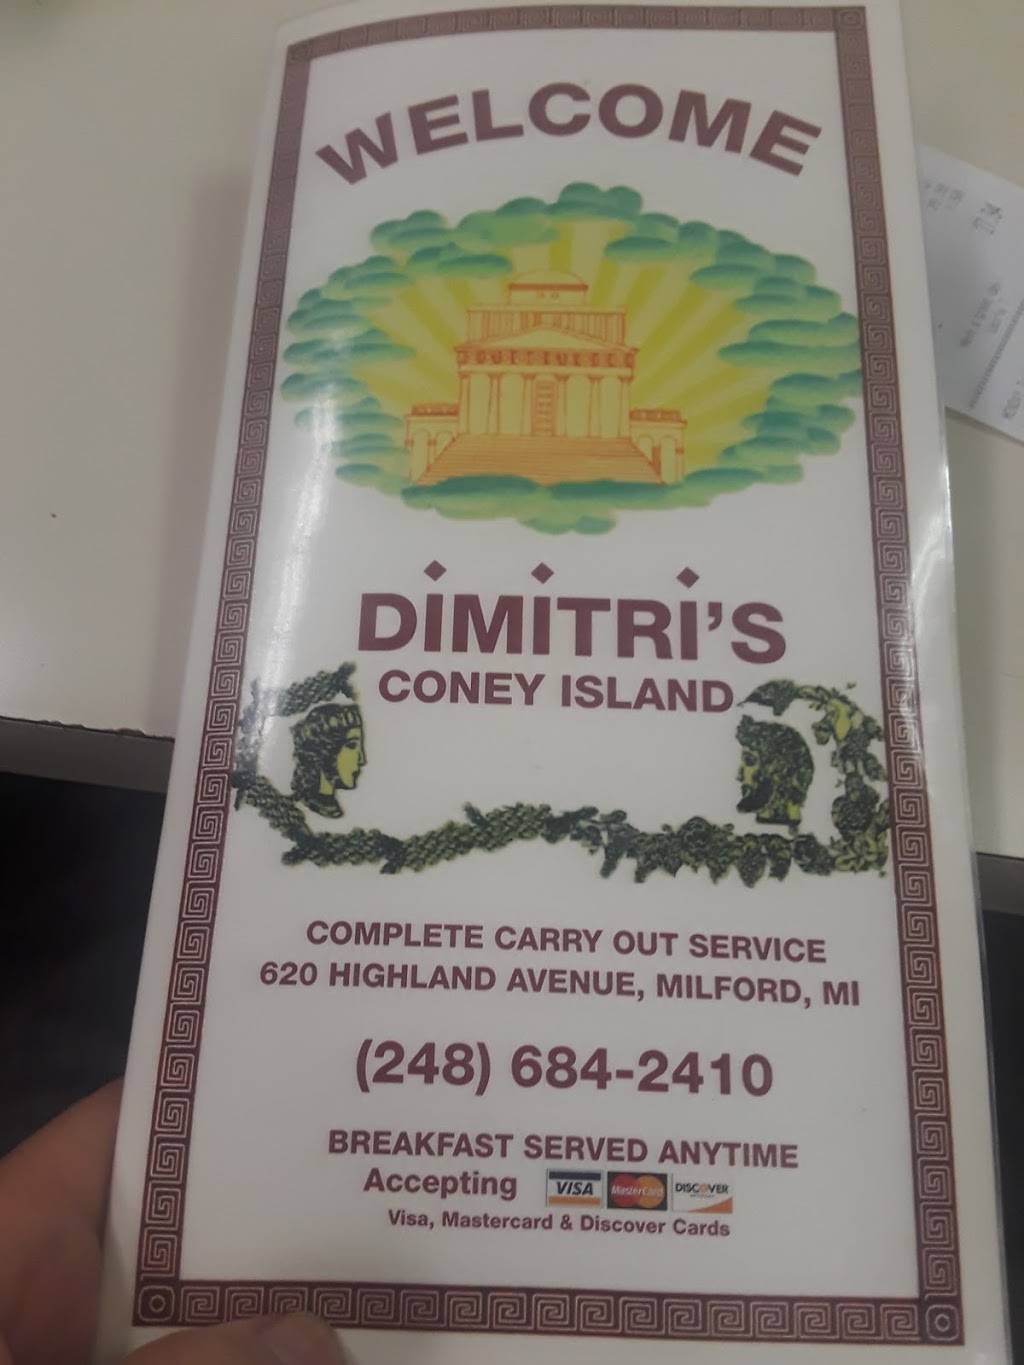 WELCOME
DIMITRI'S
CONEY ISLAND
COMPLETE CARRY OUT SERVICE
620 HIGHLAND AVENUE, MILFORD, MI
(248) 684-2410
BREAKFAST SERVED ANYTIME
Accepting VISA MasterCard DISCOVER
Visa, Mastercard & Discover Cards